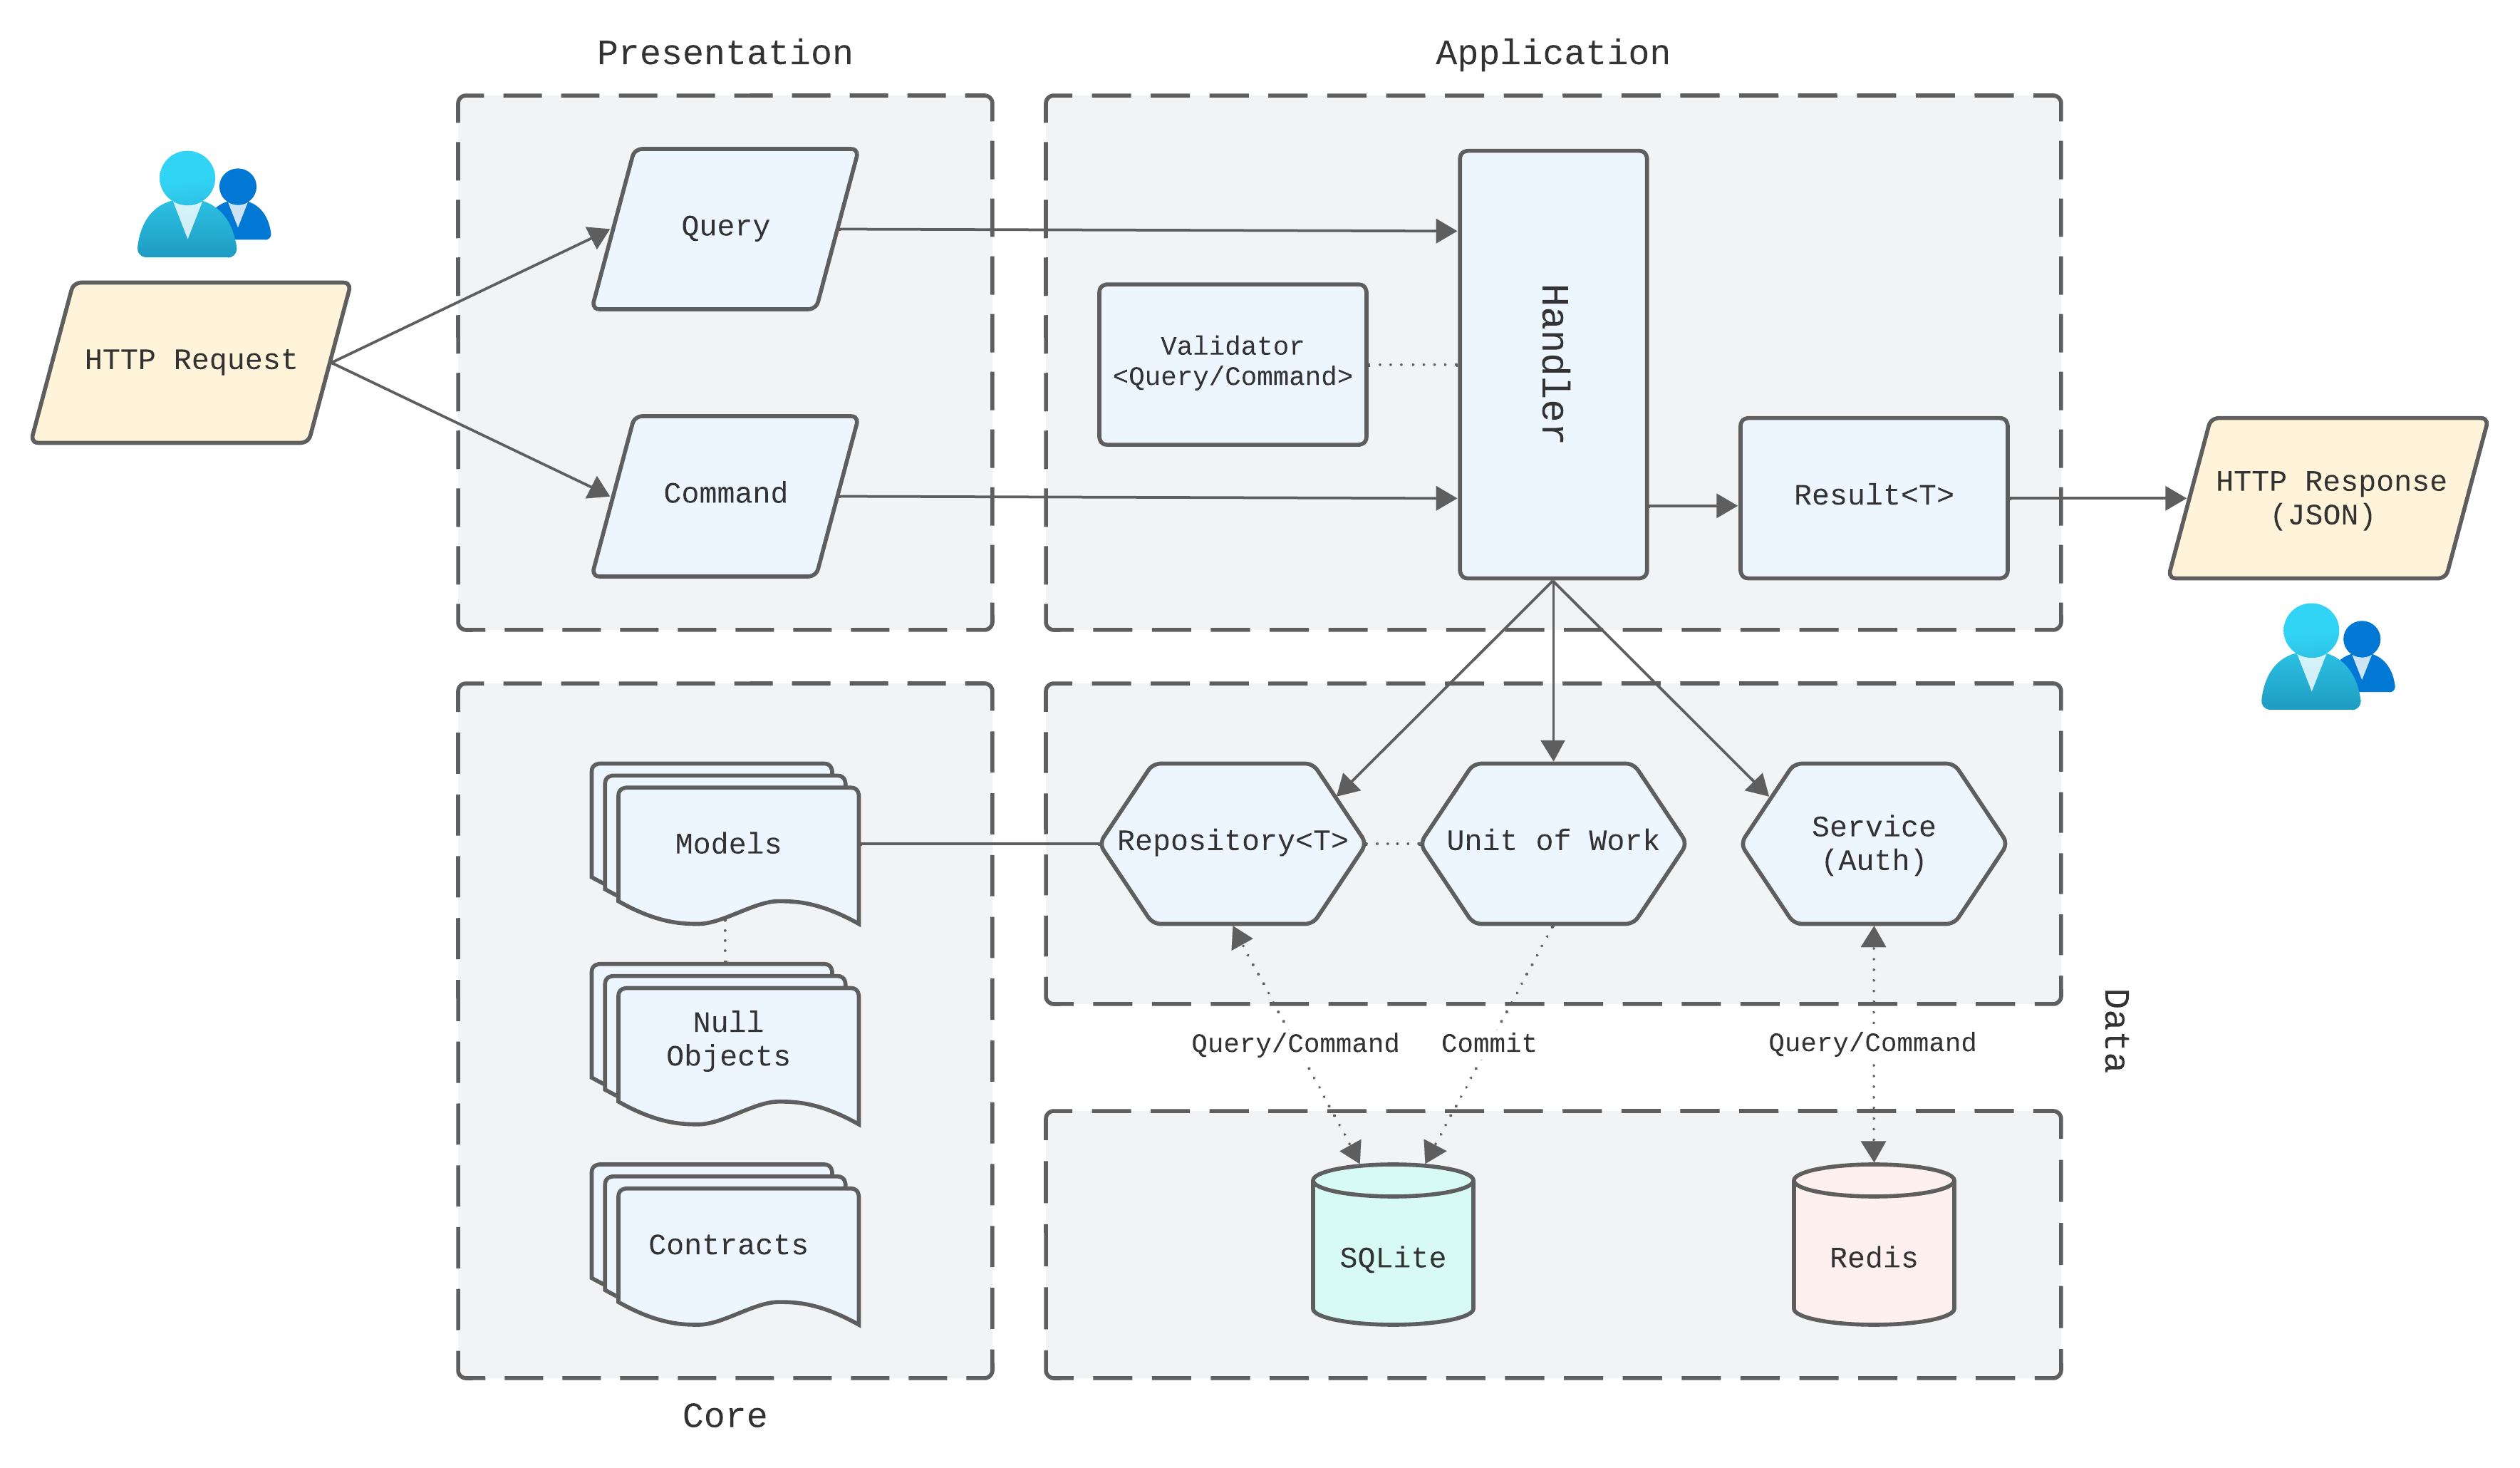 Presentation
Application
Query
HTTP Request
Command
Validator
<Query/Command>
Handler
Result<T>
HTTP Response
(JSON)
Models
Repository<T>
Unit of Work
Service
(Auth)
Null
Objects
Query/Command
Commit
Query/Command
Data
Contracts
SQLite
Redis
Core